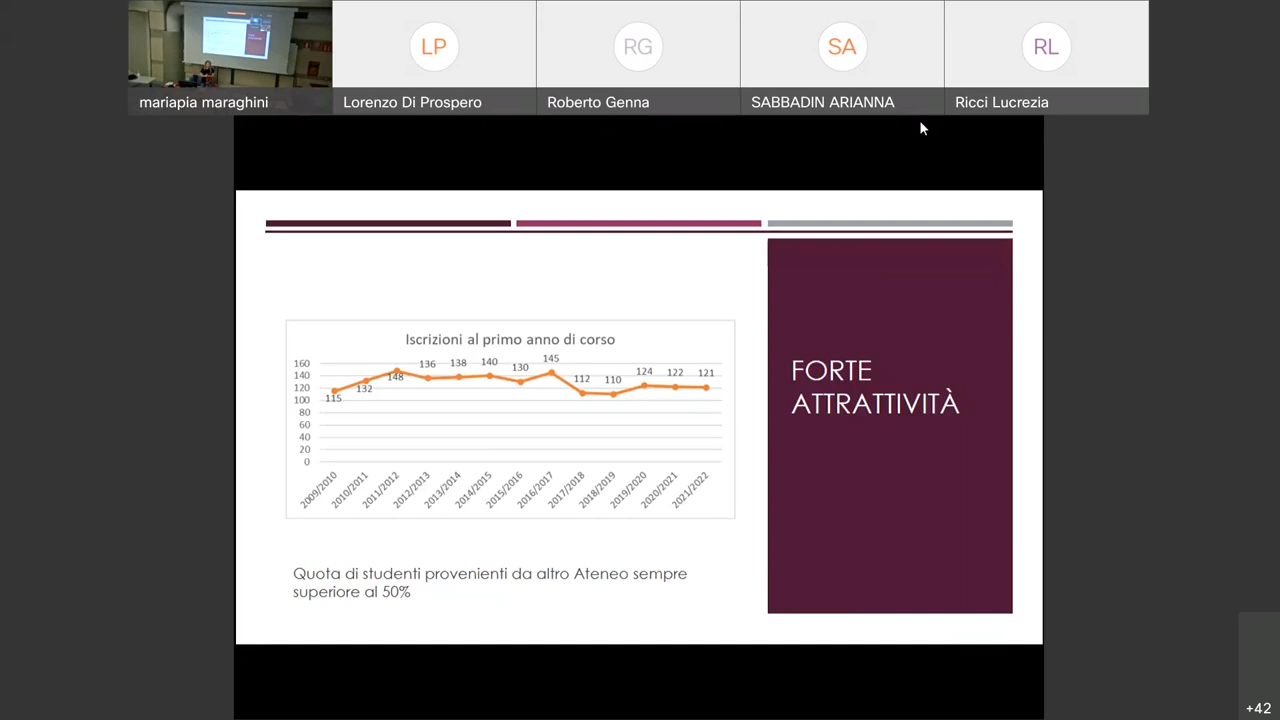 LP
RG
SA
RL
mariapia maraghini
Lorenzo Di Prospero
Roberto Genna
SABBADIN ARIANNA
Ricci Lucrezia
Iscrizioni al primo anno di corso
160
140
120
100
80
60
40
20
0
115
132
148
136
138
140
130
145
112
110
124
122
121
2009/2010
2010/2011
2011/2012
2012/2013
2013/2014
2014/2015
2015/2016
2016/2017
2017/2018
2018/2019
2019/2020
2020/2021
2021/2022
FORTE
ATTRATTIVITÀ
Quota di studenti provenienti da altro Ateneo sempre
superiore al 50%
+42